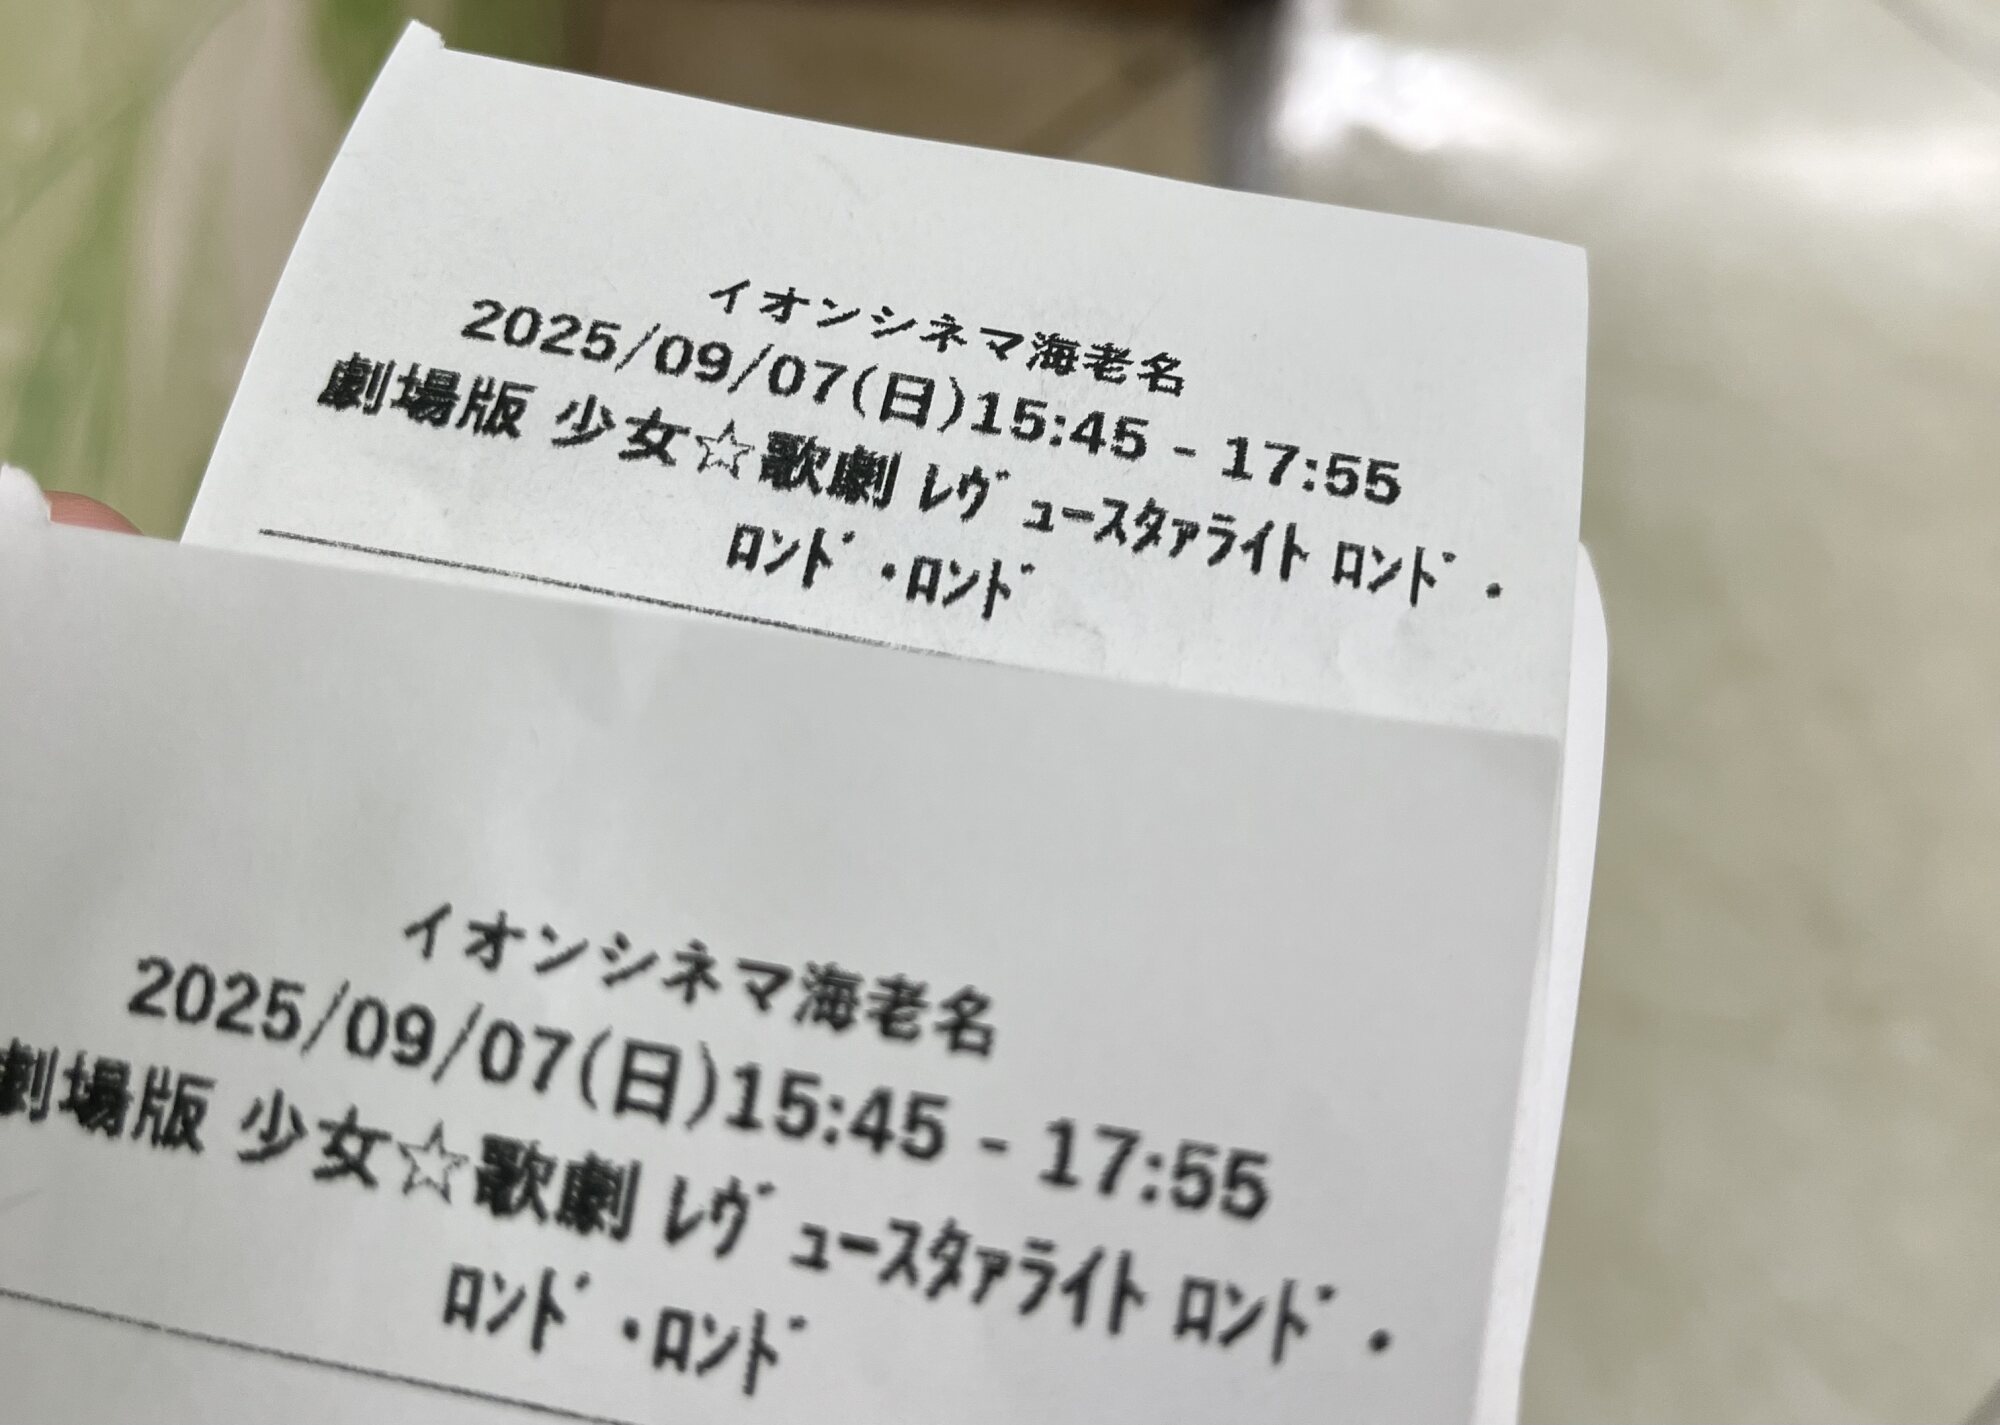 イオンシネマ海老名
2025/09/07(日)15:45 - 17:55
劇場版 少女☆歌劇 ﾚｳﾞｭｰｽﾀｧﾗｲﾄ ﾛﾝﾄﾞ・
ﾛﾝﾄﾞ・ﾛﾝﾄﾞ
イオンシネマ海老名
2025/09/07(日)15:45 - 17:55
劇場版 少女☆歌劇 ﾚｳﾞｭｰｽﾀｧﾗｲﾄ ﾛﾝﾄﾞ・
ﾛﾝﾄﾞ・ﾛﾝﾄﾞ